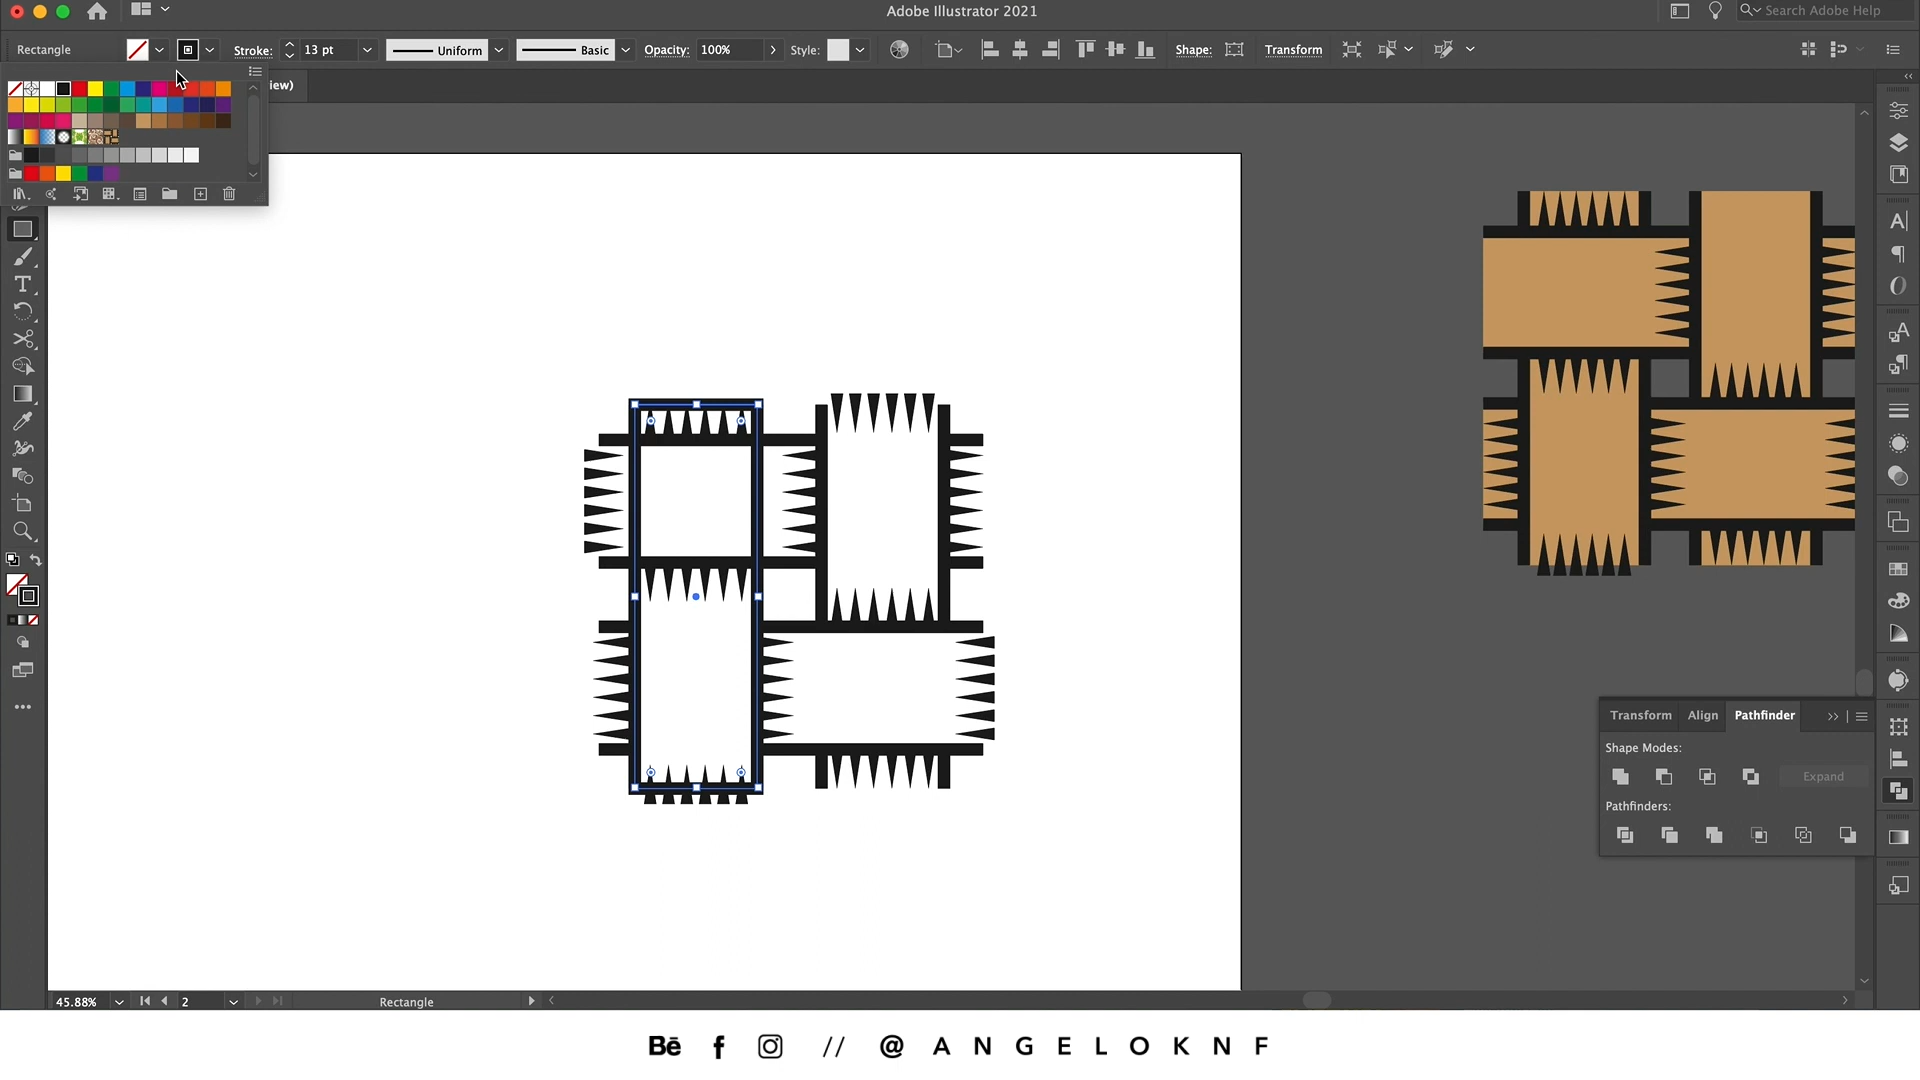 Adobe Illustrator 2021
Search Adobe Help
Rectangle
Stroke: 13 pt
Uniform
Basic
Opacity: 100%
Style:
Shape:
Transform
iew)
Transform
Align
Pathfinder
Shape Modes:
Expand
Pathfinders:
45.88%
2
Rectangle
Bē f // @ANGELOKNF